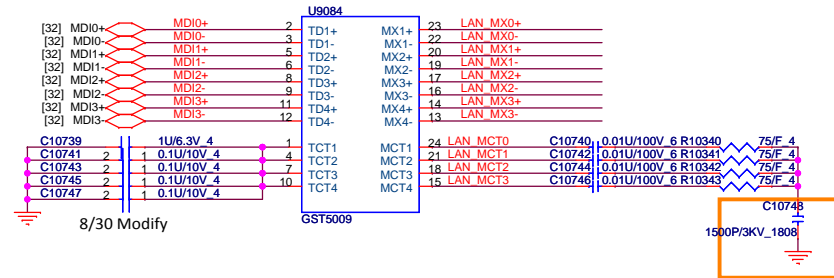 U9084
[32] MDI0+ MDI0+ 2 TD1+ MX1+ 23 LAN_MX0+
[32] MDI0- MDI0- 3 TD1- MX1- 22 LAN_MX0-
[32] MDI1+ MDI1+ 5 TD2+ MX2+ 20 LAN_MX1+
[32] MDI1- MDI1- 6 TD2- MX2- 19 LAN_MX1-
[32] MDI2+ MDI2+ 8 TD3+ MX3+ 17 LAN_MX2+
[32] MDI2- MDI2- 9 TD3- MX3- 16 LAN_MX2-
[32] MDI3+ MDI3+ 11 TD4+ MX4+ 14 LAN_MX3+
[32] MDI3- MDI3- 12 TD4- MX4- 13 LAN_MX3-
C10739 1U/6.3V_4 1 TCT1 MCT1 24 LAN_MCT0 C10740 0.01U/100V_6 R10340 75/F_4
C10741 2 1 0.1U/10V_4 4 TCT2 MCT2 21 LAN_MCT1 C10742 0.01U/100V_6 R10341 75/F_4
C10743 2 1 0.1U/10V_4 7 TCT3 MCT3 18 LAN_MCT2 C10744 0.01U/100V_6 R10342 75/F_4
C10745 2 1 0.1U/10V_4 10 TCT4 MCT4 15 LAN_MCT3 C10746 0.01U/100V_6 R10343 75/F_4
C10747 2 1 0.1U/10V_4
C10748
8/30 Modify
GST5009
1500P/3KV_1808